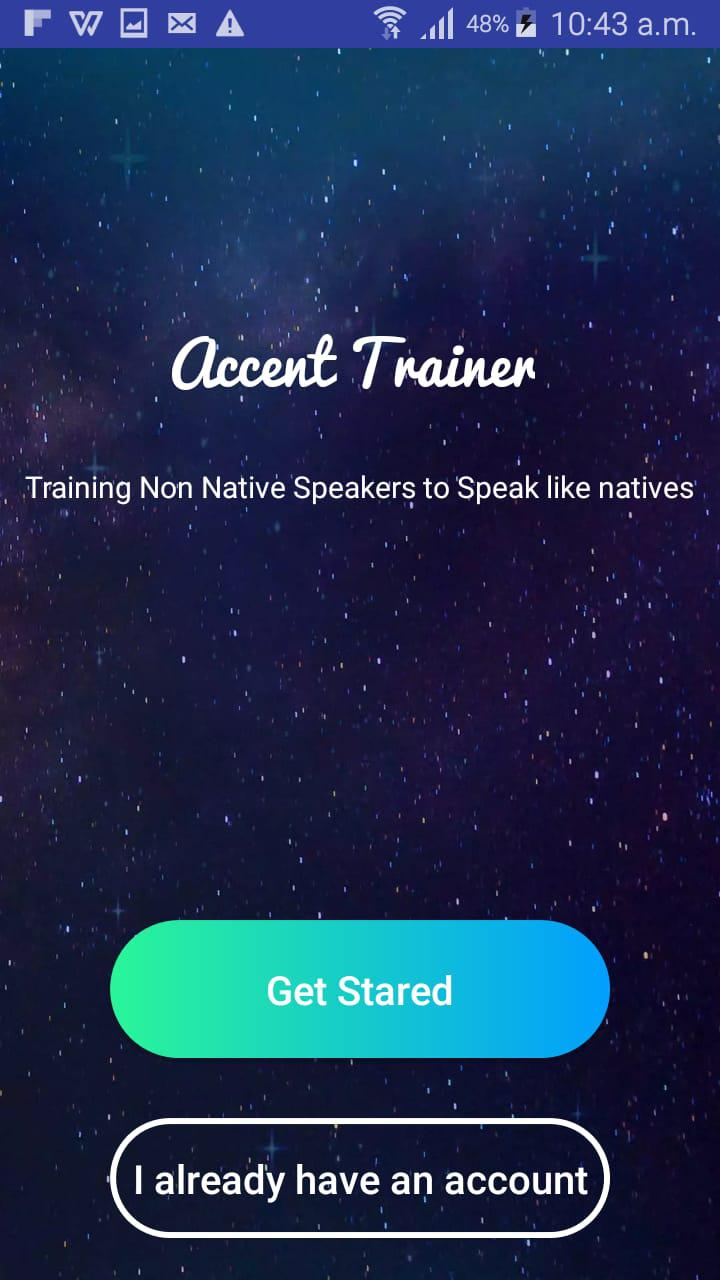 48% 10:43 a.m.
Accent Trainer
Training Non Native Speakers to Speak like natives
Get Stared
I already have an account